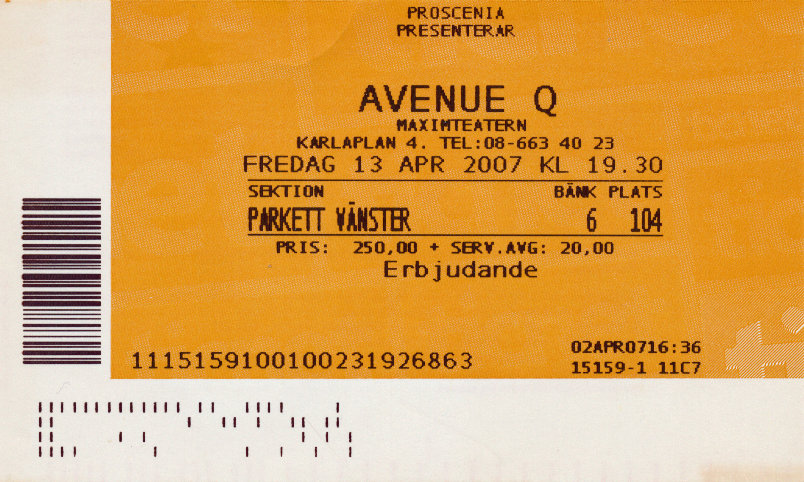 PROSCENIA
PRESENTERAR
AVENUE Q
MAXIMTEATERN
KARLAPLAN 4. TEL:08-663 40 23
FREDAG 13 APR 2007 KL 19.30
SEKTION BÄNK PLATS
PARKETT VÄNSTER 6 104
PRIS: 250,00 + SERV.AVG: 20,00
Erbjudande
02APR0716:36
1115159100100231926863
15159-1 11C7